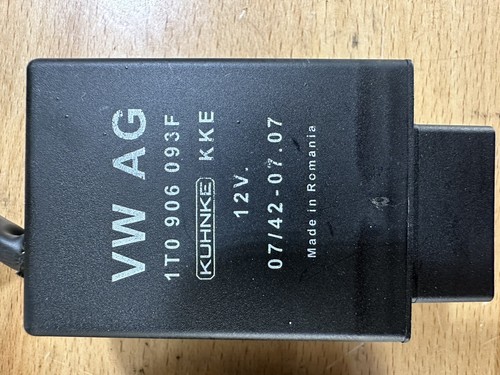 VW AG
1T0 906 093F
KUHNKE KKE
12V.
07/42-07.07
Made in Romania